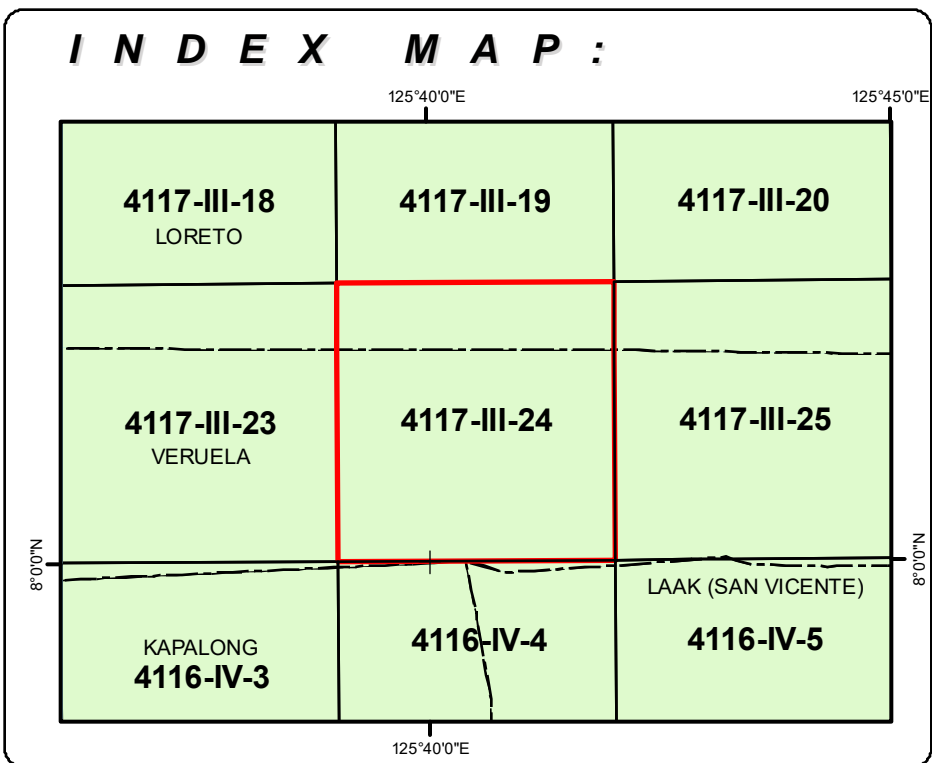 INDEX MAP:
125°40'0"E 125°45'0"E
4117-III-18 4117-III-19 4117-III-20
LORETO
4117-III-23 4117-III-24 4117-III-25
VERUELA
8°0'0"N 8°0'0"N
LAAK (SAN VICENTE)
KAPALONG 4116-IV-4 4116-IV-5
4116-IV-3
125°40'0"E